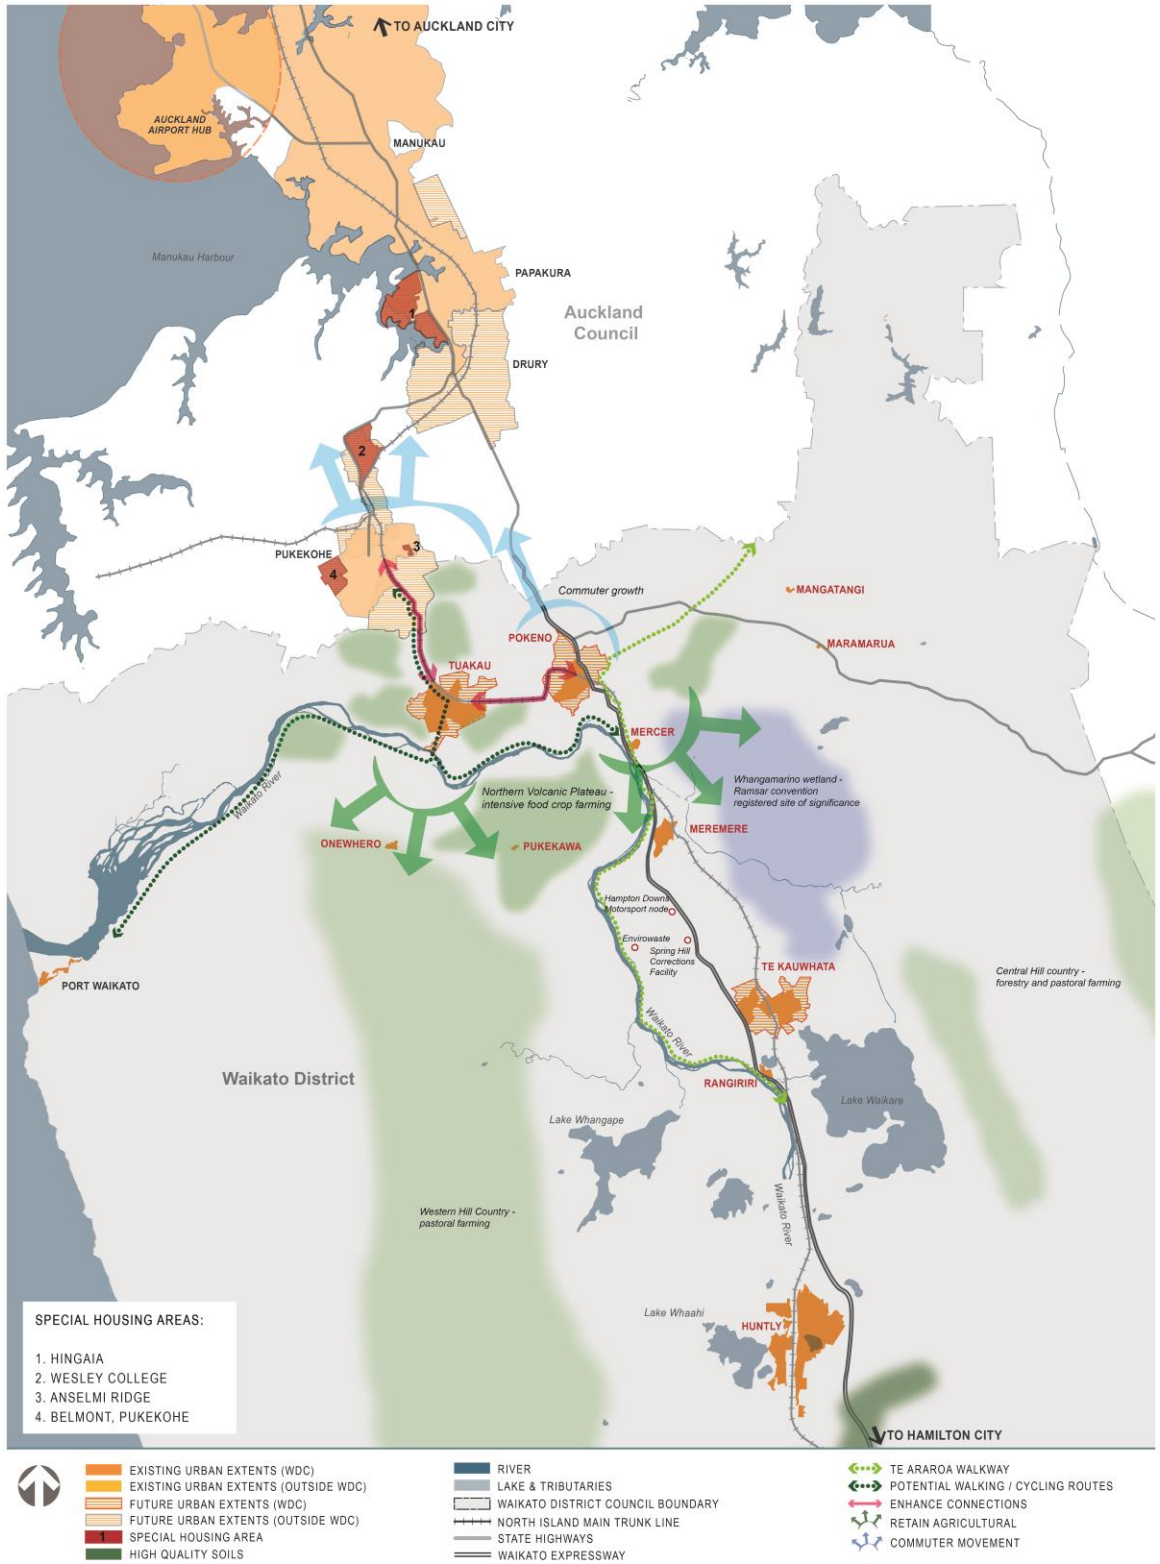 TO AUCKLAND CITY
AUCKLAND
AIRPORT HUB
MANUKAU
Manukau Harbour
PAPAKURA
1
Auckland
Council
DRURY
2
PUKEKOHE
3
4
Commuter growth
MANGATANGI
POKENO
MARAMARUA
TUAKAU
MERCER
Waikato River
Northern Volcanic Plateau -
intensive food crop farming
Whangamarino wetland -
Ramsar convention
registered site of significance
MEREMERE
ONEWHERO
PUKEKAWA
Hampton Downs
Motorsport node
Envirowaste
Spring Hill
Corrections
Facility
TE KAUWHATA
Central Hill country -
forestry and pastoral farming
PORT WAIKATO
Waikato River
Waikato District
RANGIRIRI
Lake Waikare
Lake Whangape
Waikato River
Western Hill Country -
pastoral farming
Lake Whaahi
HUNTLY
SPECIAL HOUSING AREAS:
1. HINGAIA
2. WESLEY COLLEGE
3. ANSELMI RIDGE
4. BELMONT, PUKEKOHE
TO HAMILTON CITY
EXISTING URBAN EXTENTS (WDC)
EXISTING URBAN EXTENTS (OUTSIDE WDC)
FUTURE URBAN EXTENTS (WDC)
FUTURE URBAN EXTENTS (OUTSIDE WDC)
1 SPECIAL HOUSING AREA
HIGH QUALITY SOILS
RIVER
LAKE & TRIBUTARIES
WAIKATO DISTRICT COUNCIL BOUNDARY
NORTH ISLAND MAIN TRUNK LINE
STATE HIGHWAYS
WAIKATO EXPRESSWAY
TE ARAROA WALKWAY
POTENTIAL WALKING / CYCLING ROUTES
ENHANCE CONNECTIONS
RETAIN AGRICULTURAL
COMMUTER MOVEMENT